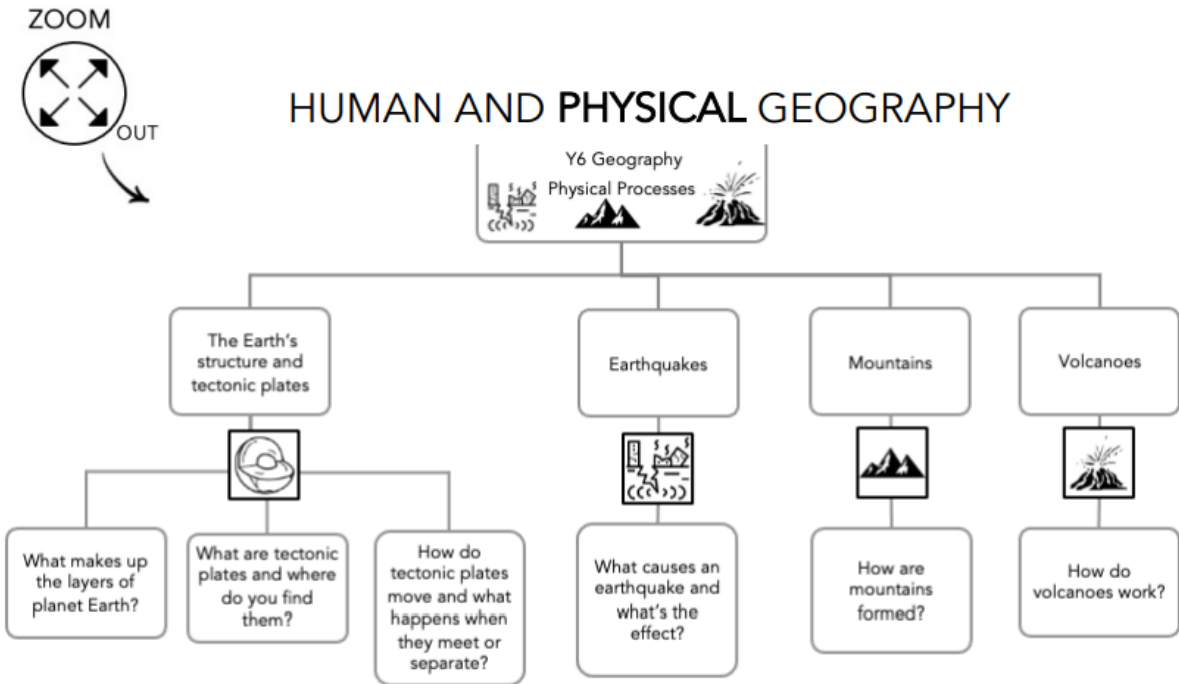 ZOOM
OUT
HUMAN AND PHYSICAL GEOGRAPHY
Y6 Geography
Physical Processes
The Earth's
structure and
tectonic plates
Earthquakes
Mountains
Volcanoes
What makes up
the layers of
planet Earth?
What are tectonic
plates and where
do you find
them?
How do
tectonic plates
move and what
happens when
they meet or
separate?
What causes an
earthquake and
what's the
effect?
How are
mountains
formed?
How do
volcanoes work?